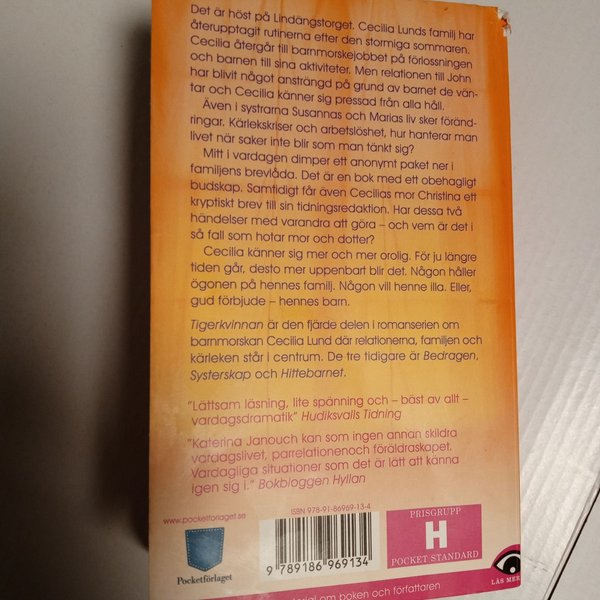 Det är höst på Lindängstorget. Cecilia Lunds familj har
återupptagit rutinerna efter den stormiga sommaren.
Cecilia återgår till barnmorskejobbet på förlossningen
och barnen till sina aktiviteter. Men relationen till John
har blivit något ansträngd på grund av barnet de vän-
tar och Cecilia känner sig pressad från alla håll.
Även i systrarna Susannas och Marias liv sker föränd-
ringar. Kärlekskriser och arbetslöshet, hur hanterar man
livet när saker inte blir som man tänkt sig?
Mitt i vardagen dimper ett anonymt paket ner i
familjens brevlåda. Det är en bok med ett obehagligt
budskap. Samtidigt får även Cecilias mor Christina ett
kryptiskt brev till sin tidningsredaktion. Har dessa två
händelser med varandra att göra – och vem är det i
så fall som hotar mor och dotter?
Cecilia känner sig mer och mer orolig. För ju längre
tiden går, desto mer uppenbart blir det. Någon håller
ögonen på hennes familj. Någon vill henne illa. Eller,
gud förbjude – hennes barn.
Tigerkvinnan är den fjärde delen i romanserien om
barnmorskan Cecilia Lund där relationerna, familjen och
kärleken står i centrum. De tre tidigare är Bedragen,
Systerskap och Hittebarnet.
"Lättsam läsning, lite spänning och – bäst av allt –
vardagsdramatik" Hudiksvalls Tidning
"Katerina Janouch kan som ingen annan skildra
vardagslivet, parrelationenoch föräldraskapet.
Vardagliga situationer som det är lätt att känna
igen sig i." Bokbloggen Hyllan
www.pocketforlaget.se
Pocketförlaget
ISBN 978-91-86969-13-4
9 789186 969134
PRISGRUPP
H
POCKET STANDARD
LÄS MER
om boken och författaren